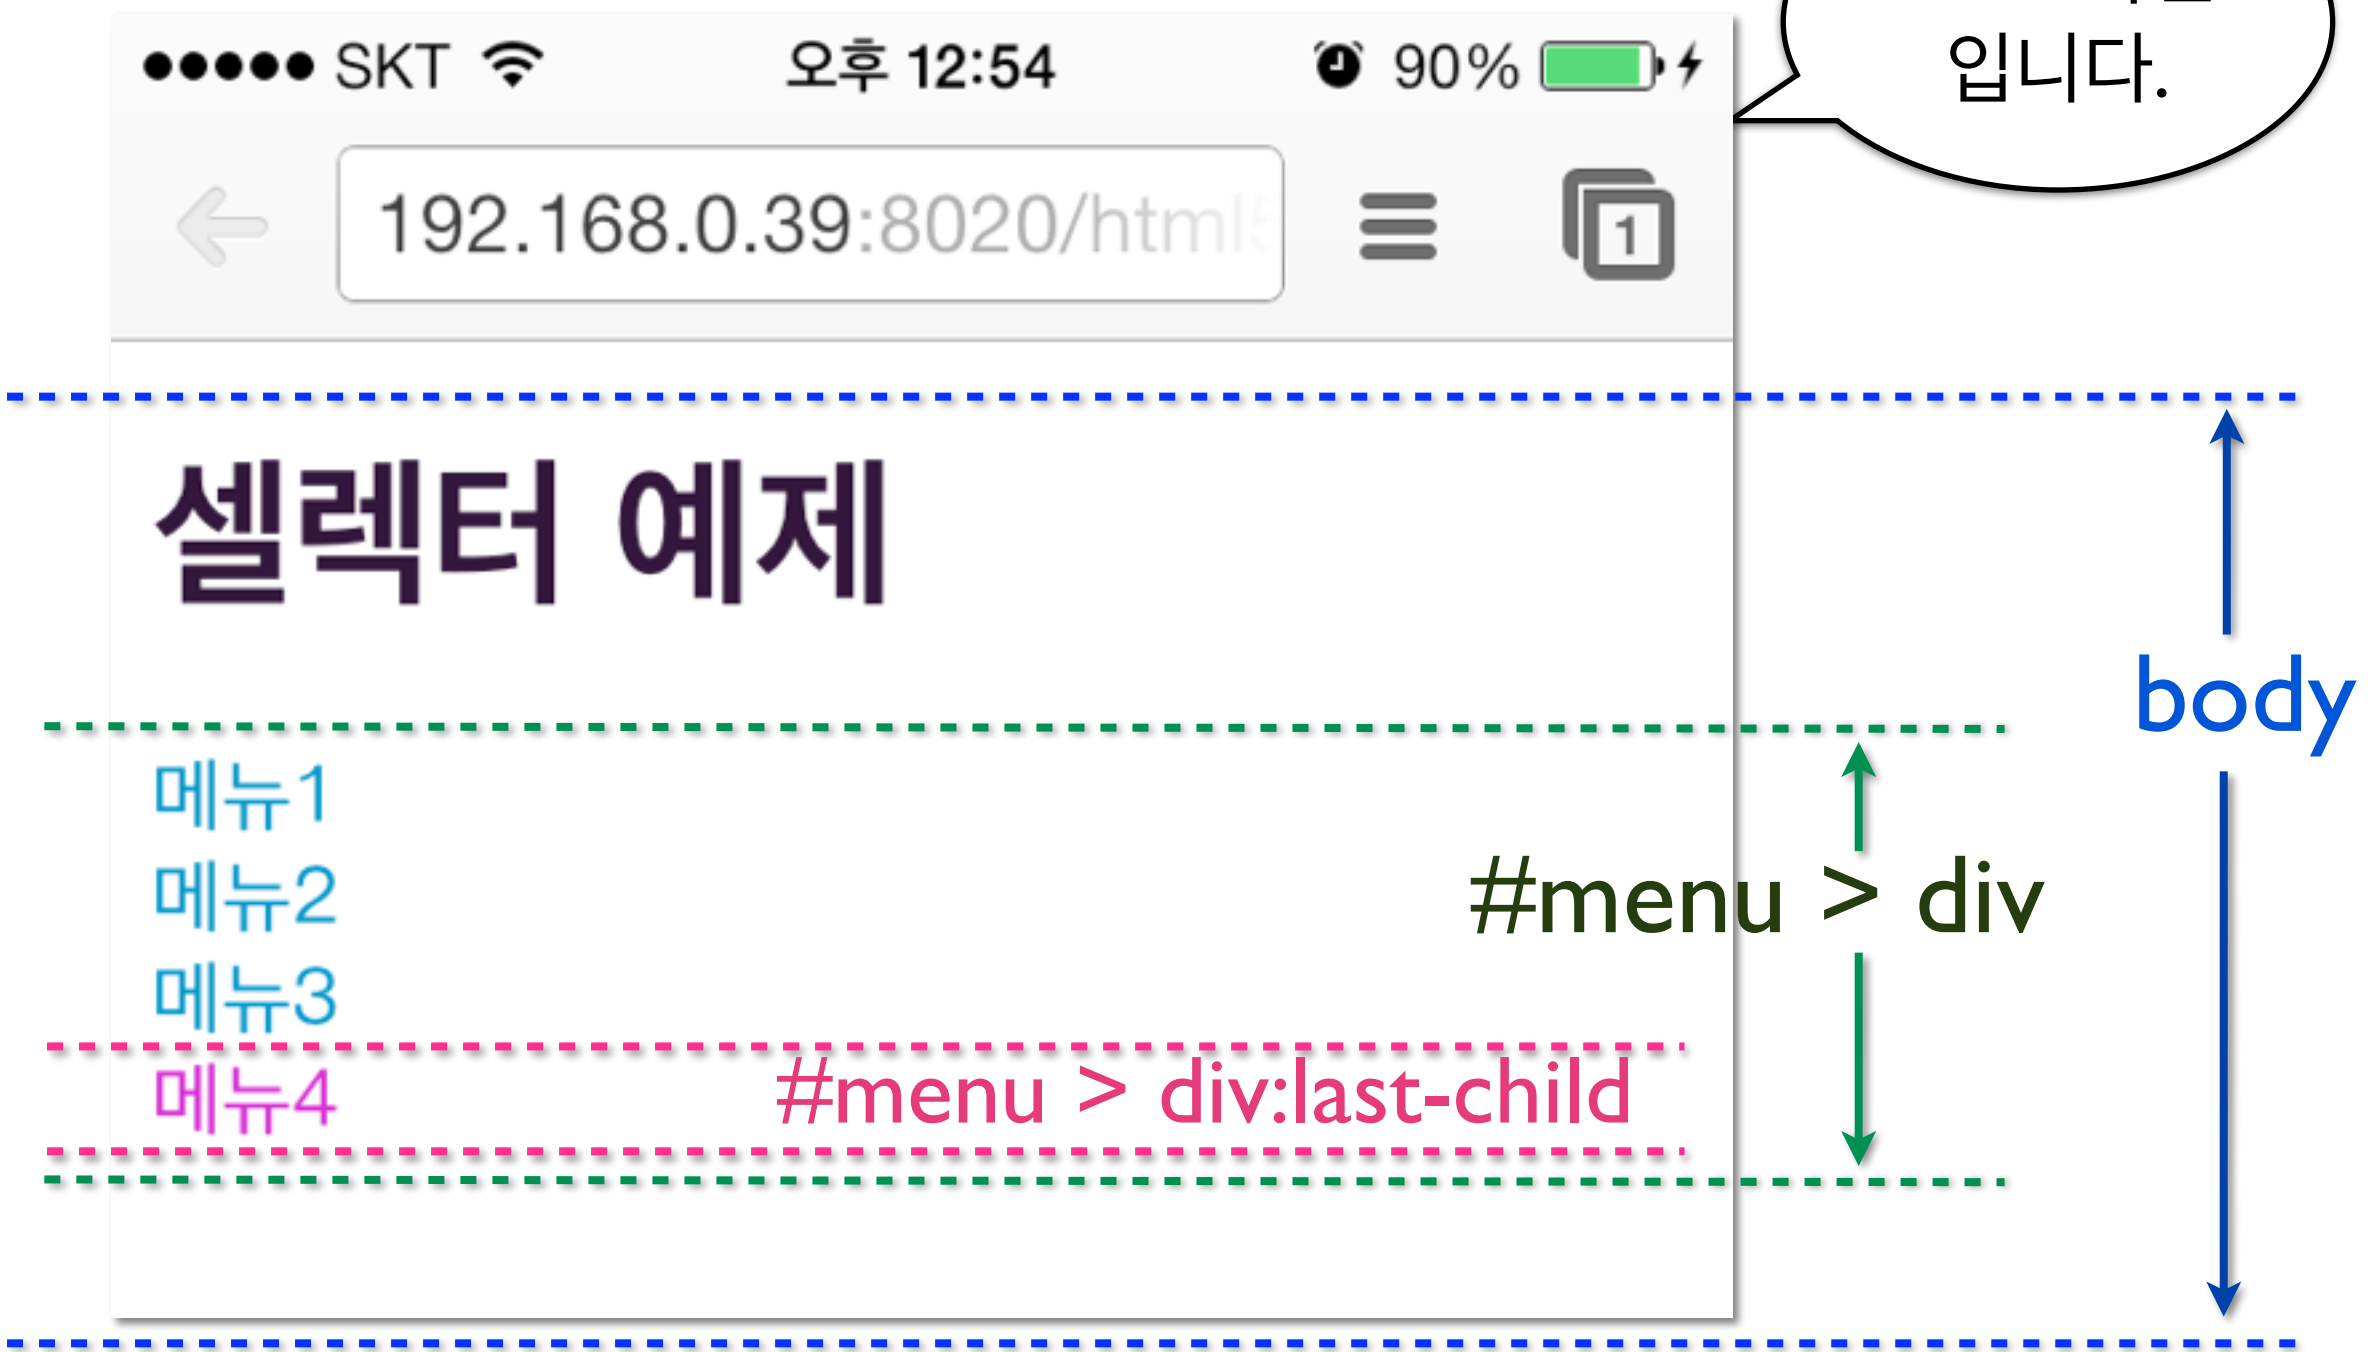 SKT 오후 12:54 90%
입니다.
192.168.0.39:8020/html
1
셀렉터 예제
body
메뉴1
메뉴2
#menu > div
메뉴3
메뉴4 #menu > div:last-child